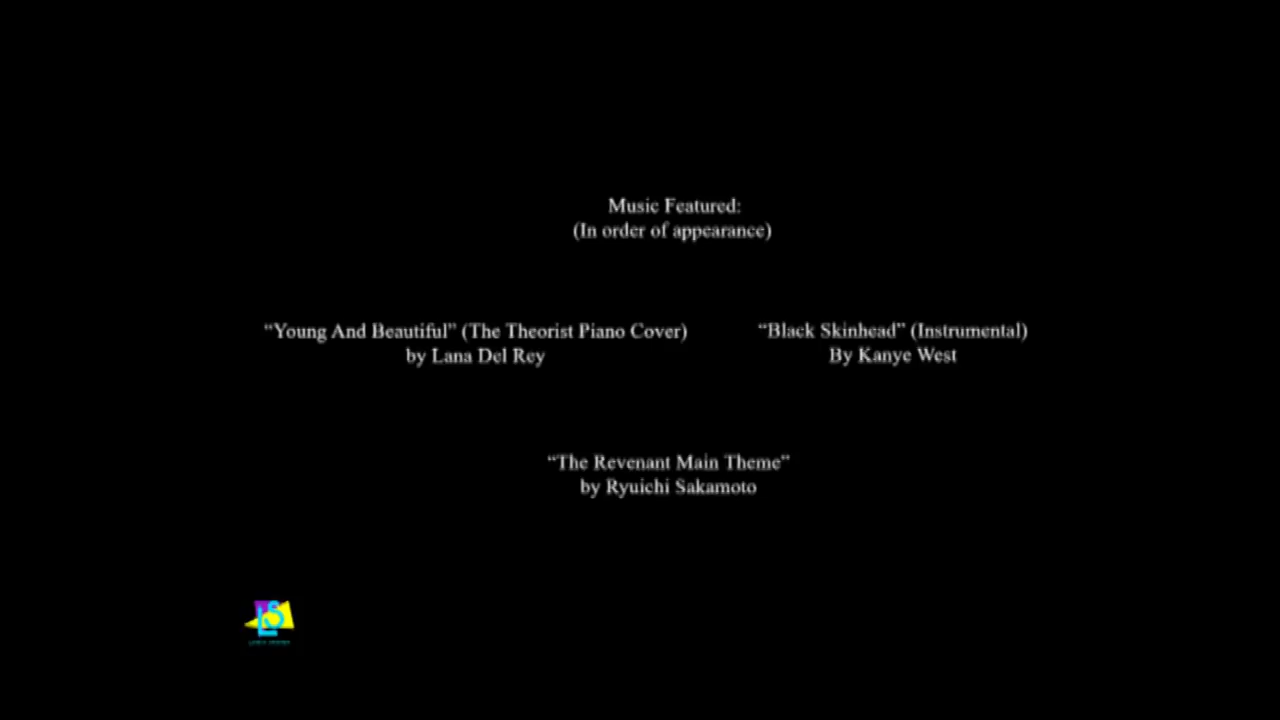 Music Featured:
(In order of appearance)
“Young And Beautiful” (The Theorist Piano Cover)
by Lana Del Rey
“Black Skinhead” (Instrumental)
By Kanye West
“The Revenant Main Theme”
by Ryuichi Sakamoto
LS